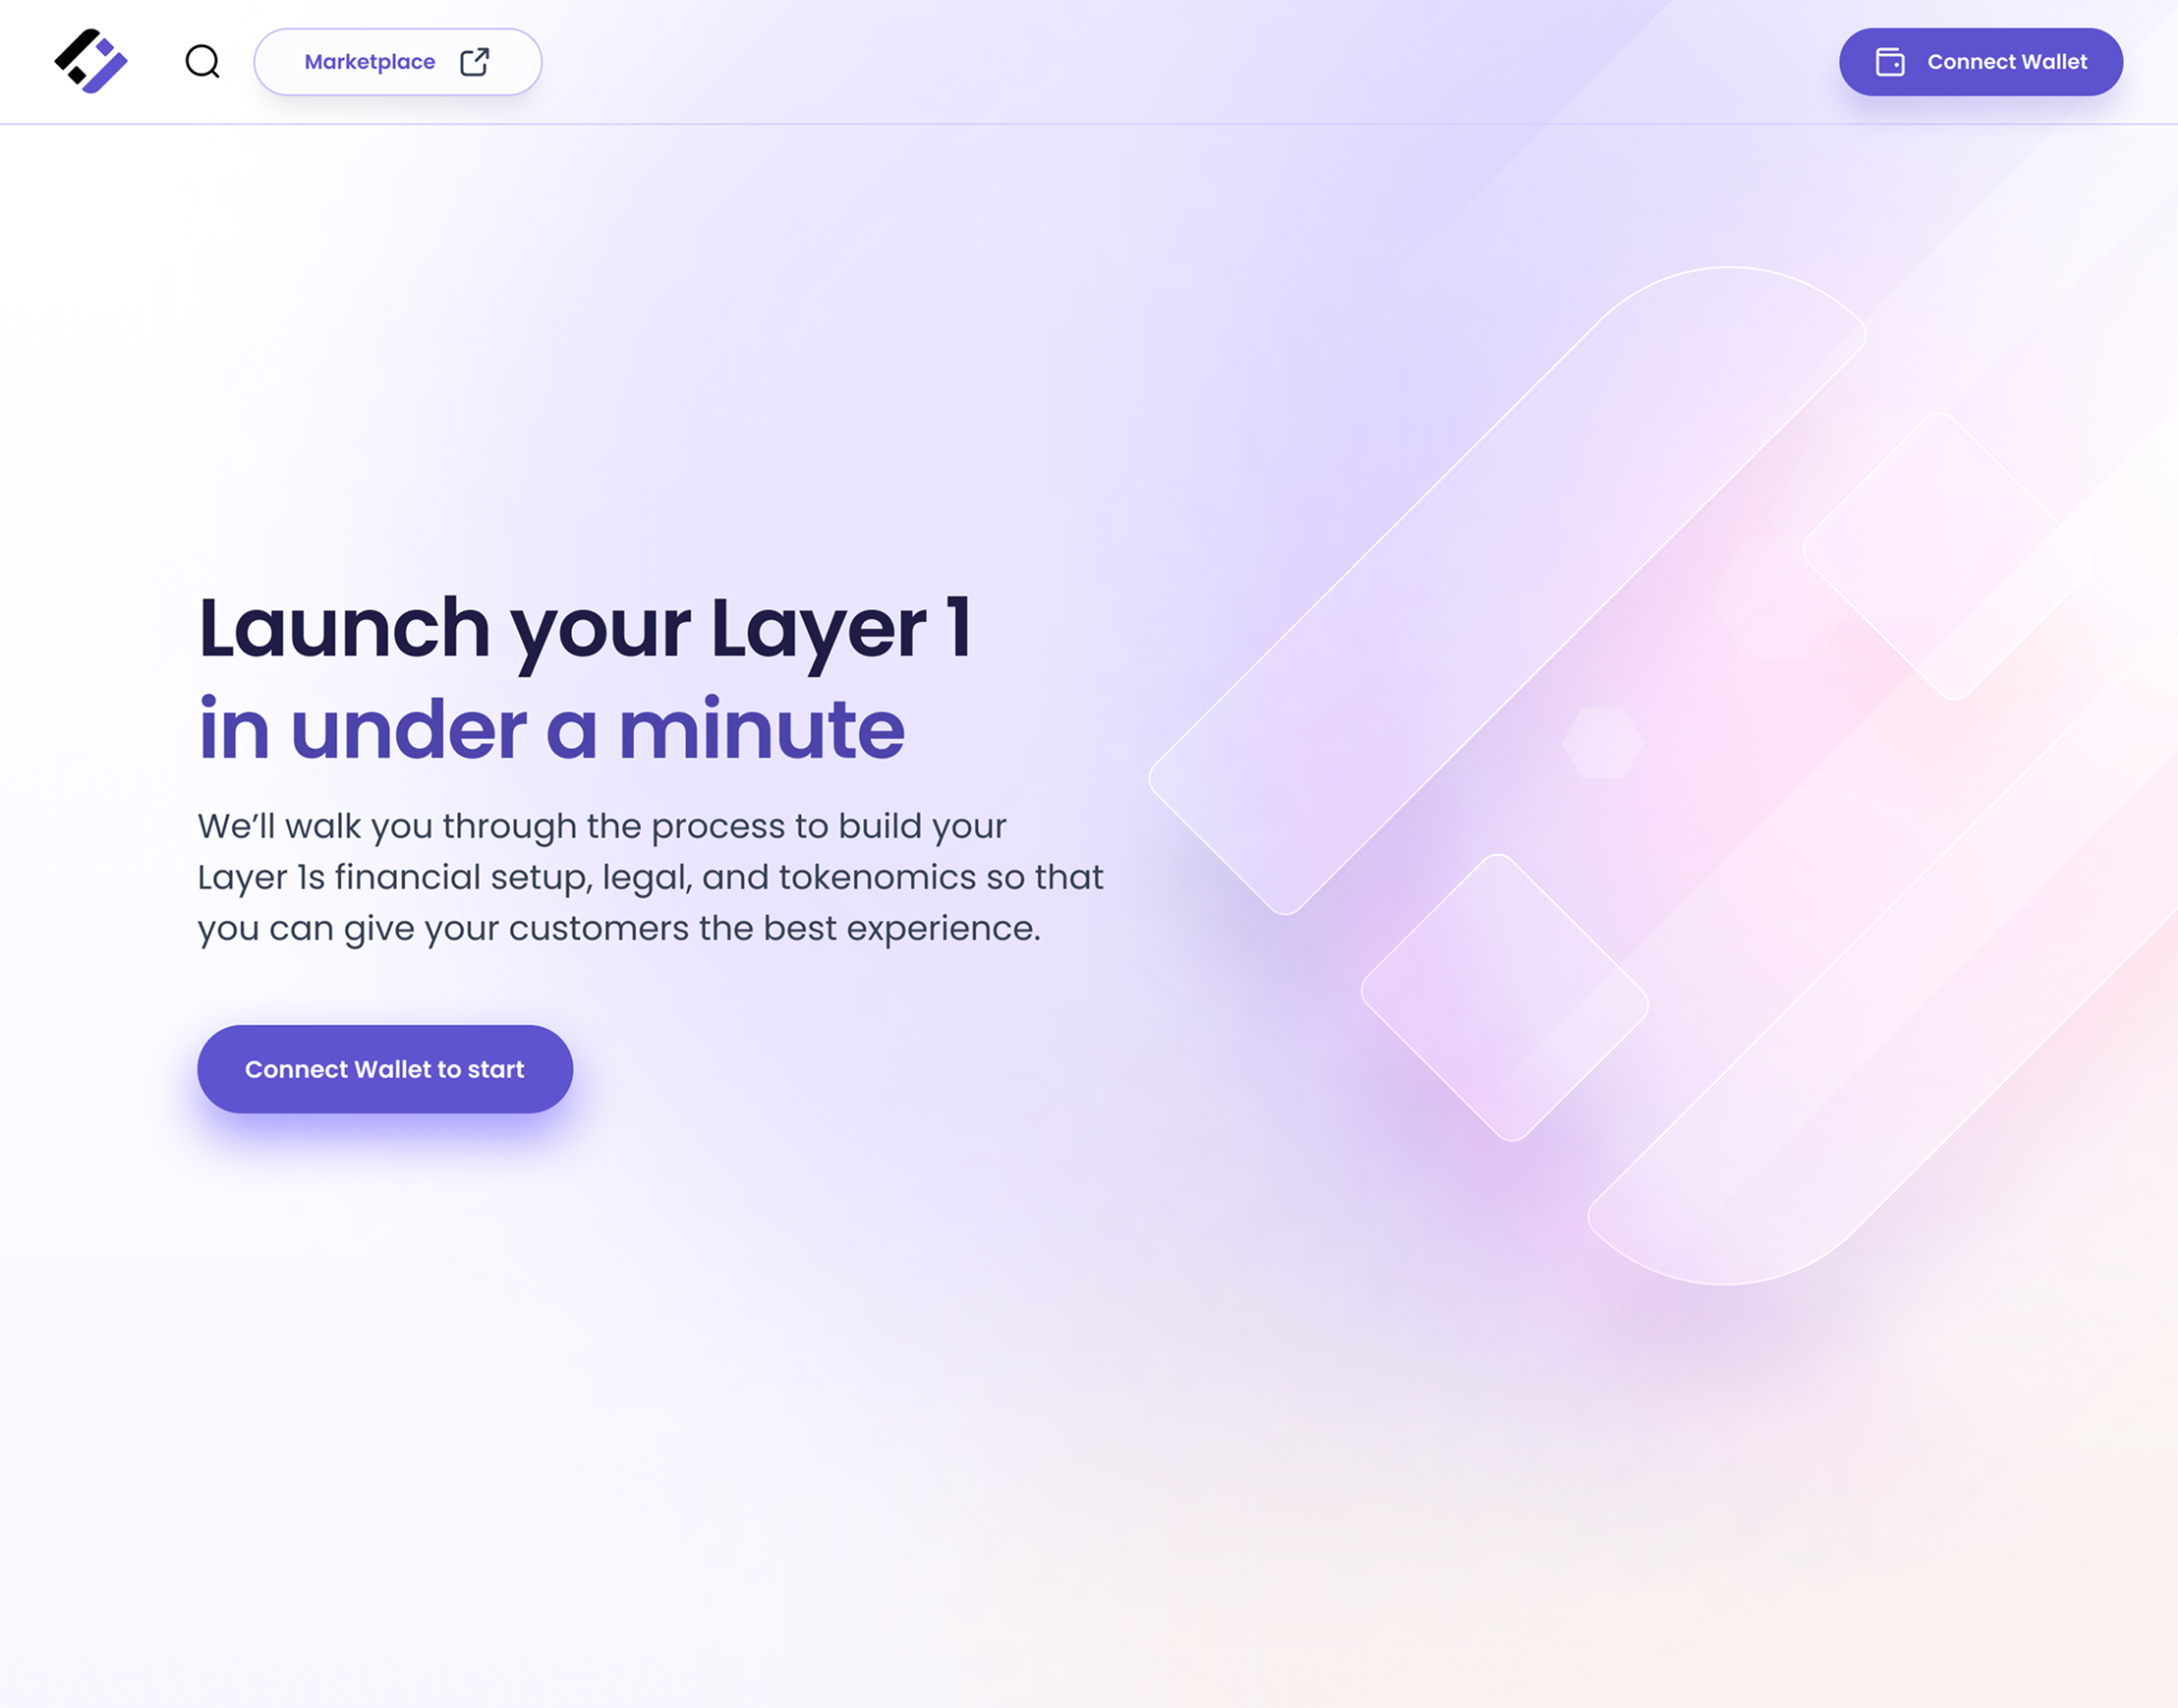 Marketplace
Connect Wallet
Launch your Layer 1
in under a minute
We’ll walk you through the process to build your
Layer 1s financial setup, legal, and tokenomics so that
you can give your customers the best experience.
Connect Wallet to start